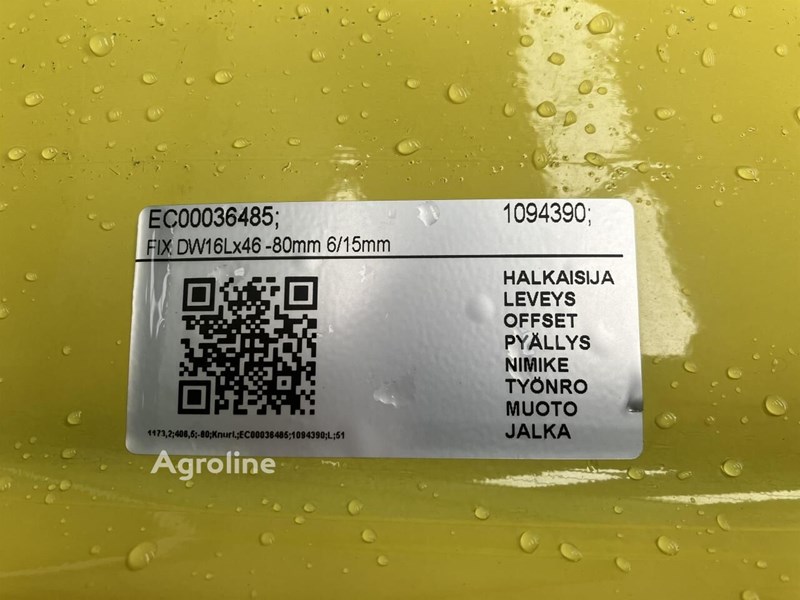 EC00036485; 1094390;
FIX DW16Lx46 -80mm 6/15mm
HALKAISIJA
LEVEYS
OFFSET
PYÄLLYS
NIMIKE
TYÖNRO
MUOTO
JALKA
1173,2;406,5;-80;Knurl.;EC00036485;1094390;L;51
Agroline